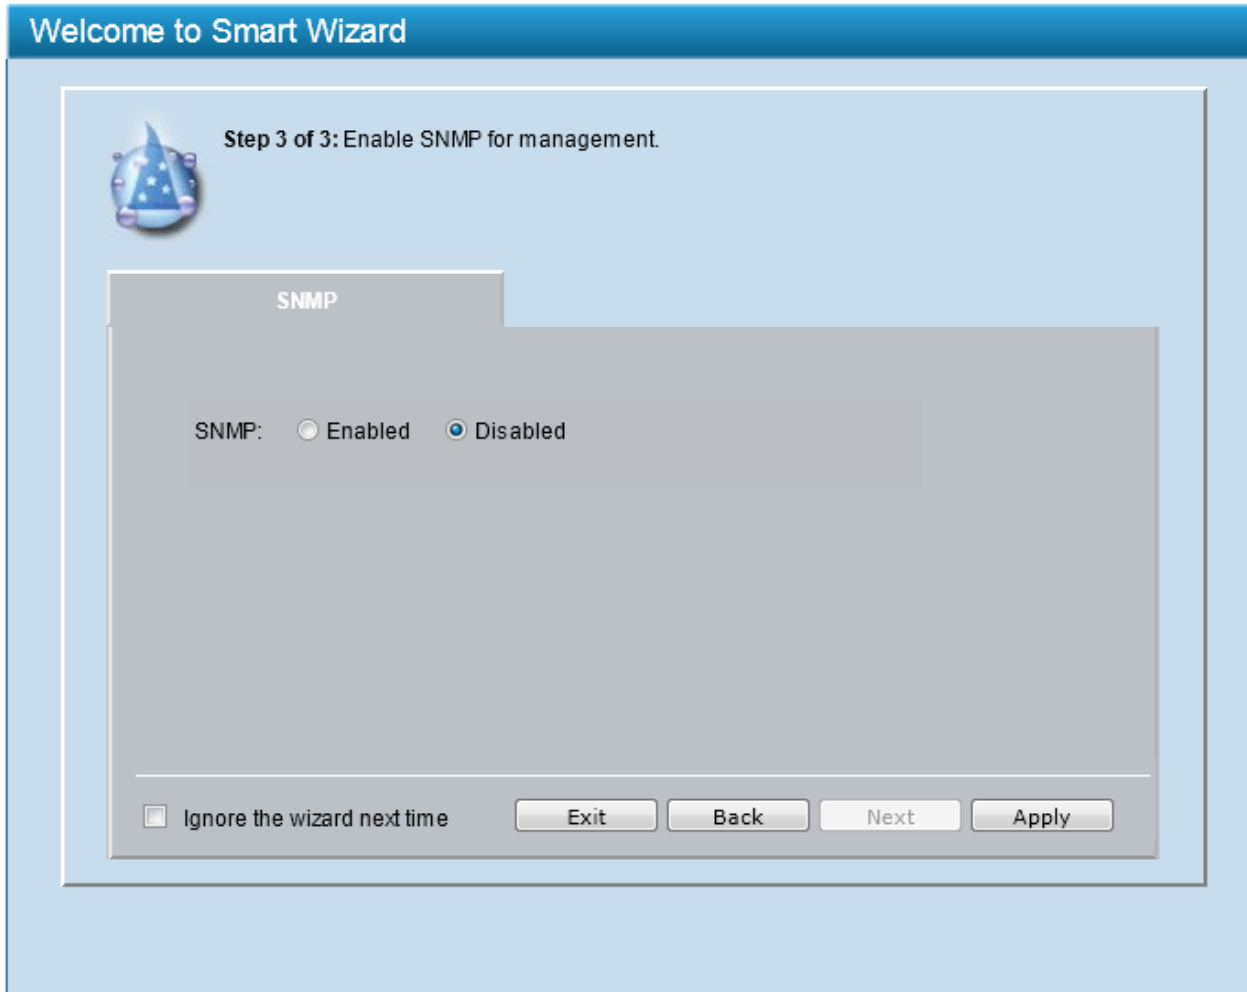 Welcome to Smart Wizard
Step 3 of 3: Enable SNMP for management.
SNMP
SNMP: Enabled Disabled
Ignore the wizard next time Exit Back Next Apply